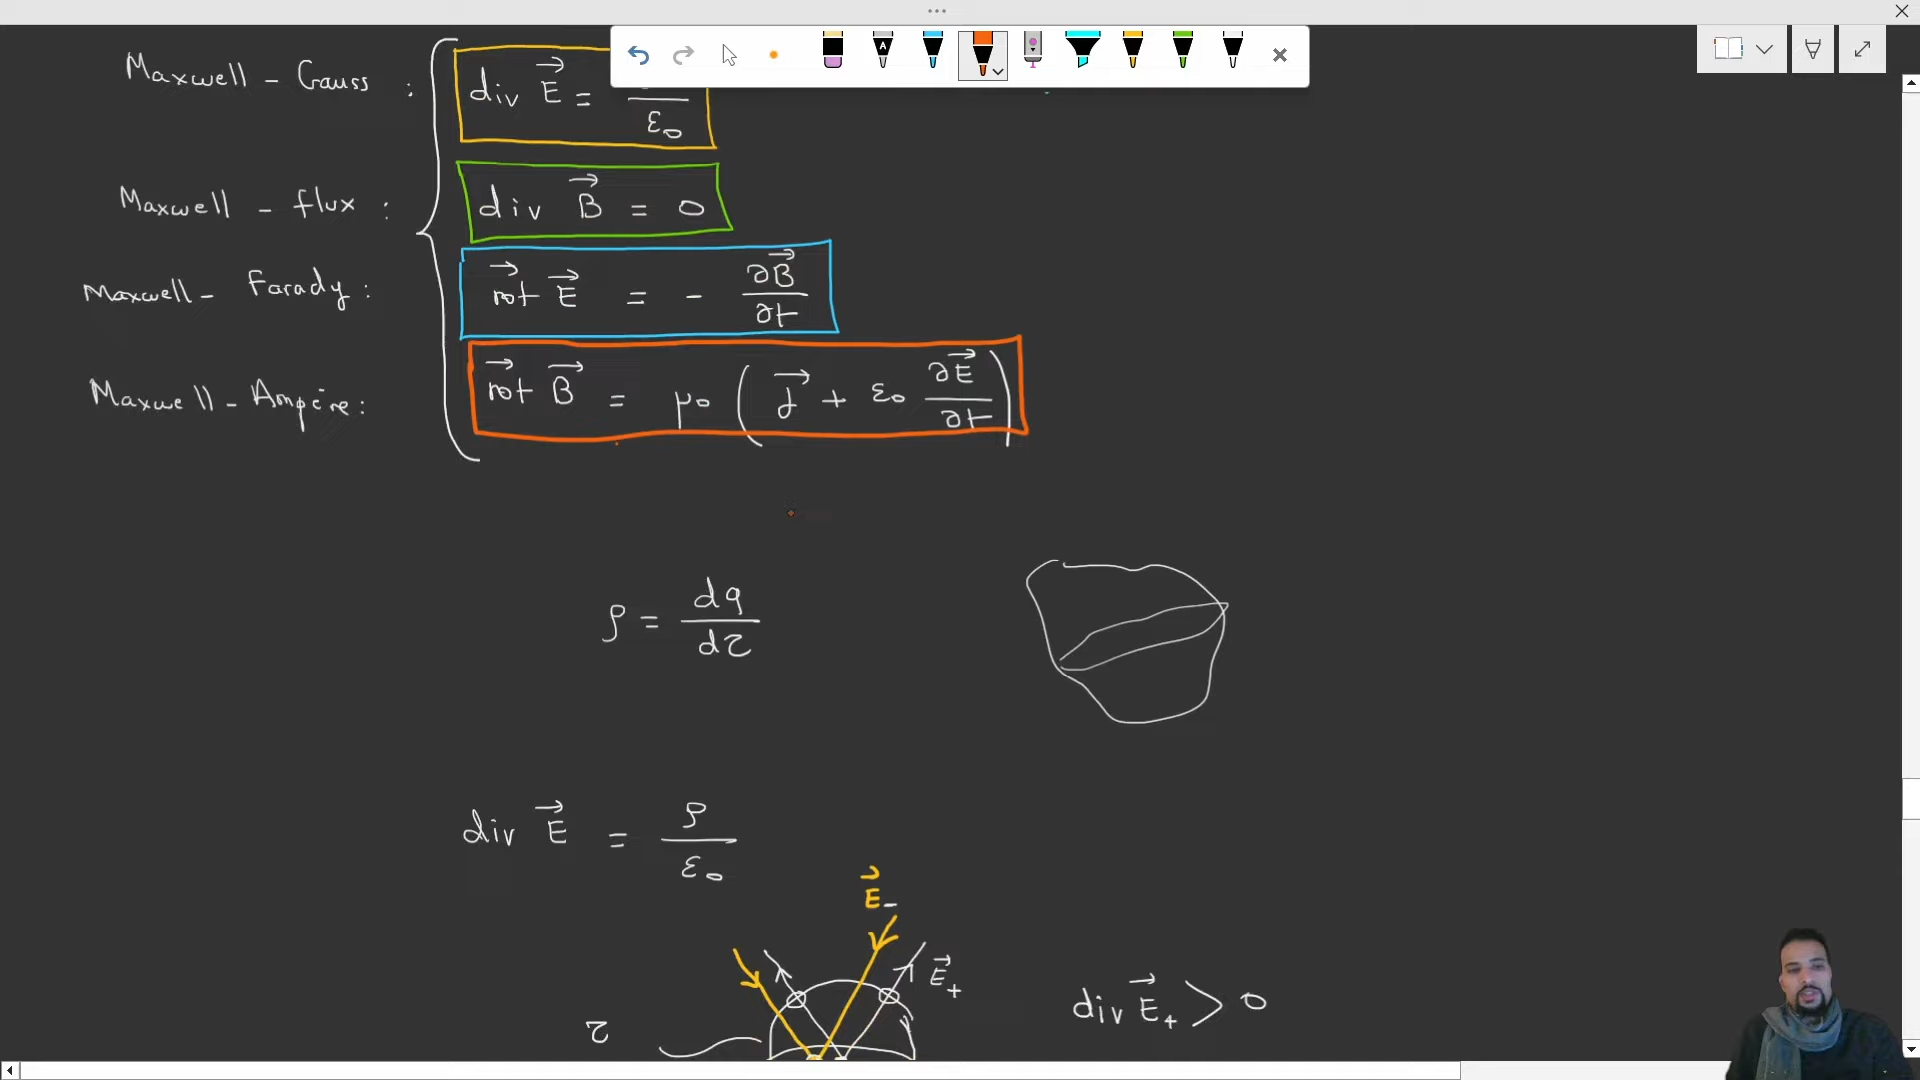 Maxwell - Gauss : div E⃗ = / ε₀
Maxwell - flux : div B⃗ = 0
Maxwell - Farady : rot⃗ E⃗ = - ∂B⃗ / ∂t
Maxwell - Ampère : rot⃗ B⃗ = μ₀ ( j⃗ + ε₀ ∂E⃗ / ∂t )
ρ = dq / dτ
div E⃗ = ρ / ε₀
E⃗₋
E⃗₊
div E⃗₊ > 0
τ